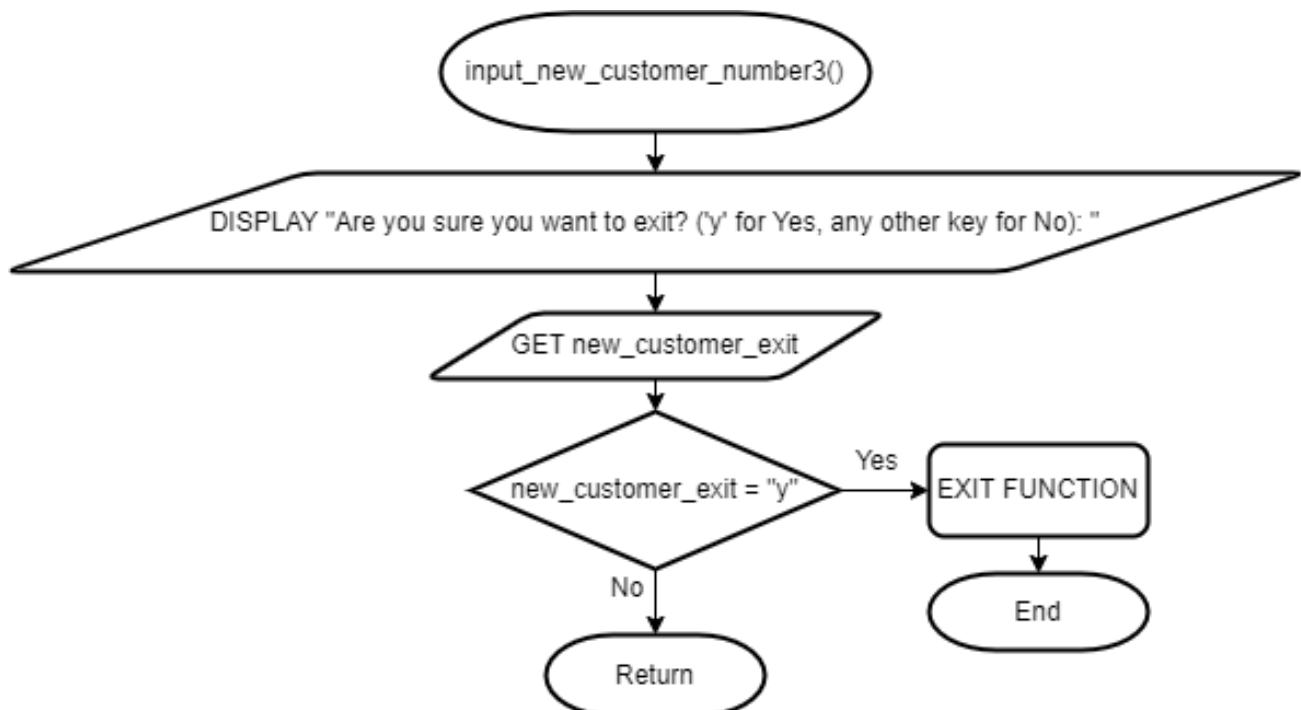 input_new_customer_number3()
DISPLAY "Are you sure you want to exit? ('y' for Yes, any other key for No): "
GET new_customer_exit
new_customer_exit = "y"
Yes
EXIT FUNCTION
No
End
Return